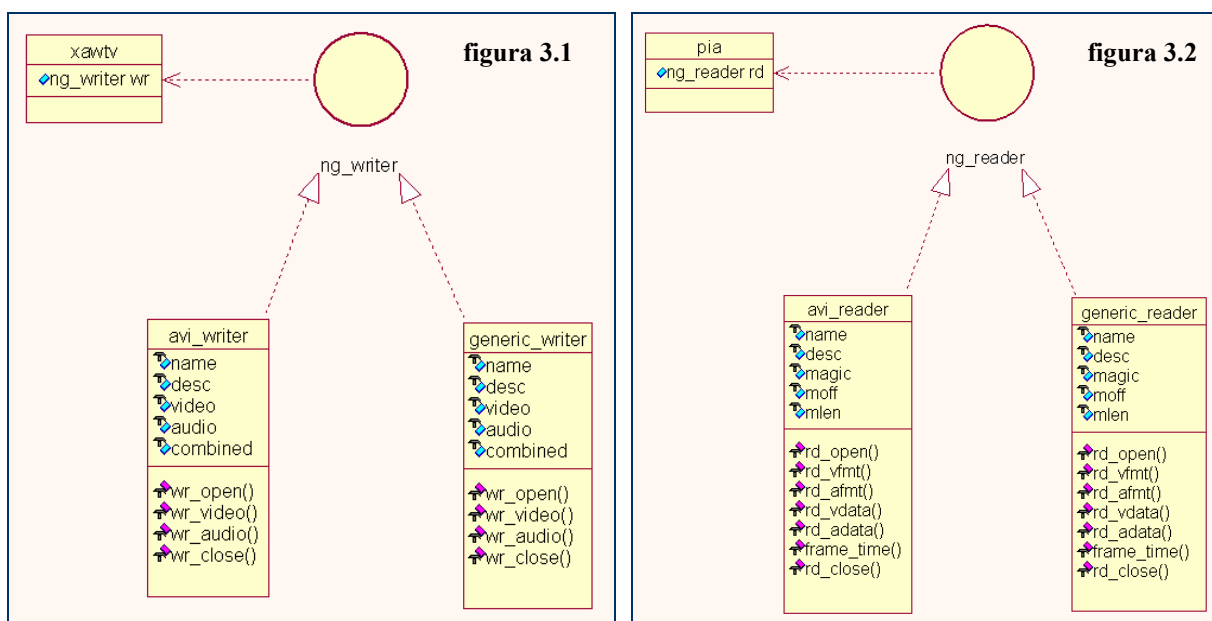 figura 3.1
xawtv
ng_writer wr
ng_writer
avi_writer
name
desc
video
audio
combined
wr_open()
wr_video()
wr_audio()
wr_close()
generic_writer
name
desc
video
audio
combined
wr_open()
wr_video()
wr_audio()
wr_close()
figura 3.2
pia
ng_reader rd
ng_reader
avi_reader
name
desc
magic
moff
mlen
rd_open()
rd_vfmt()
rd_afmt()
rd_vdata()
rd_adata()
frame_time()
rd_close()
generic_reader
name
desc
magic
moff
mlen
rd_open()
rd_vfmt()
rd_afmt()
rd_vdata()
rd_adata()
frame_time()
rd_close()